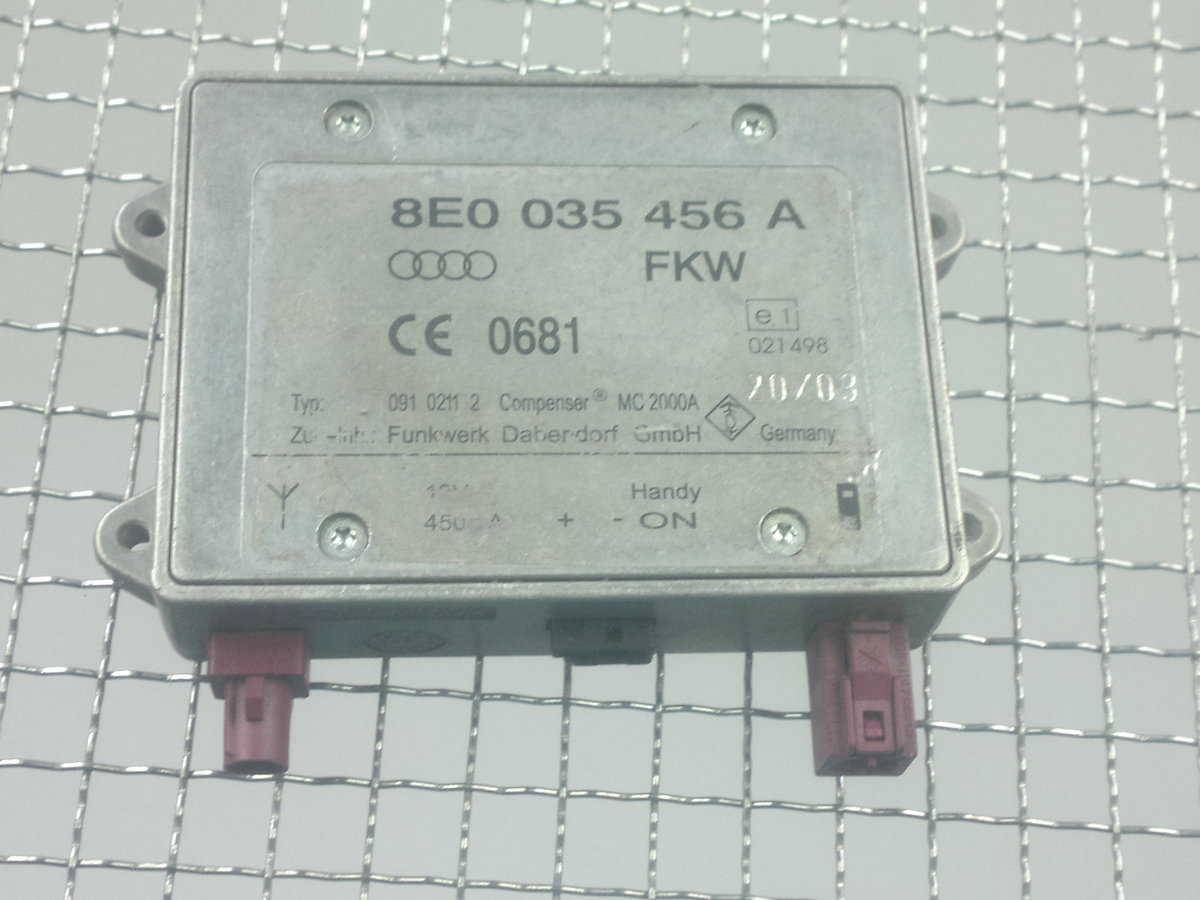 8E0 035 456 A
FKW
CE 0681
e 1
021498
20/03
Typ: 091 0211 2 Compenser® MC 2000A
Funkwerk Dabendorf GmbH Germany
Handy
+ - ON